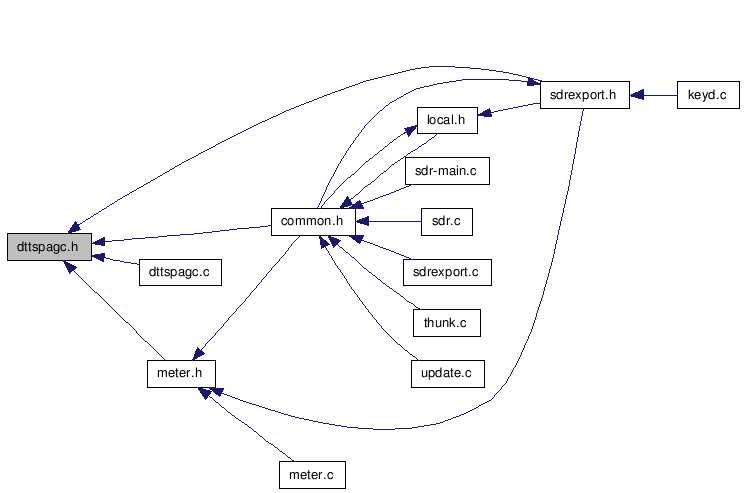 sdrexport.h
keyd.c
local.h
sdr-main.c
common.h
sdr.c
dttspagc.h
dttspagc.c
sdrexport.c
thunk.c
meter.h
update.c
meter.c